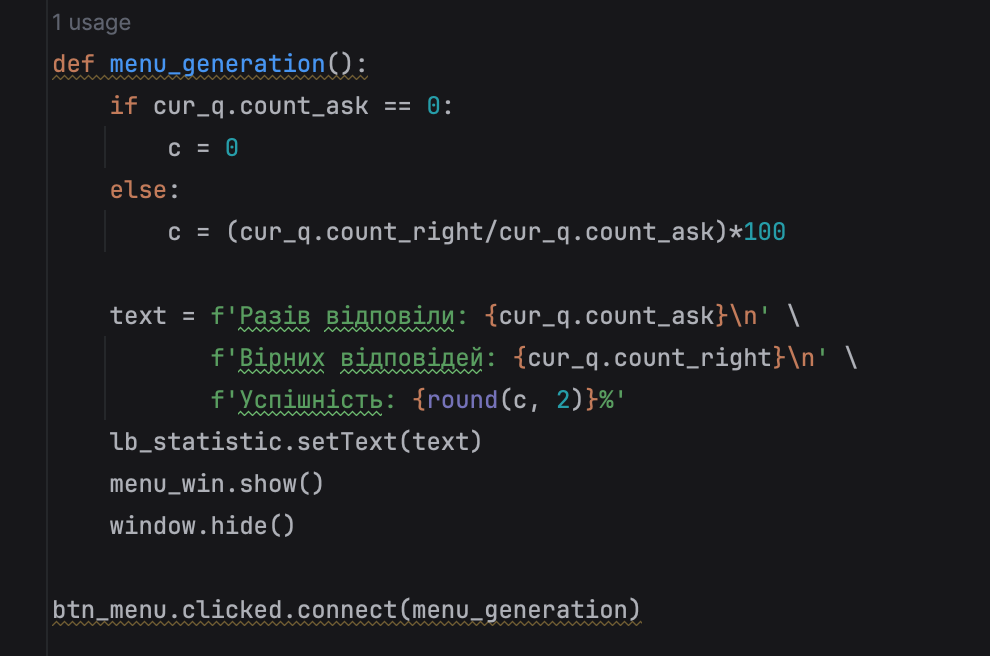 1 usage
def menu_generation():
    if cur_q.count_ask == 0:
        c = 0
    else:
        c = (cur_q.count_right/cur_q.count_ask)*100
    text = f'Разів відповіли: {cur_q.count_ask}\n' \
           f'Вірних відповідей: {cur_q.count_right}\n' \
           f'Успішність: {round(c, 2)}%'
    lb_statistic.setText(text)
    menu_win.show()
    window.hide()
btn_menu.clicked.connect(menu_generation)